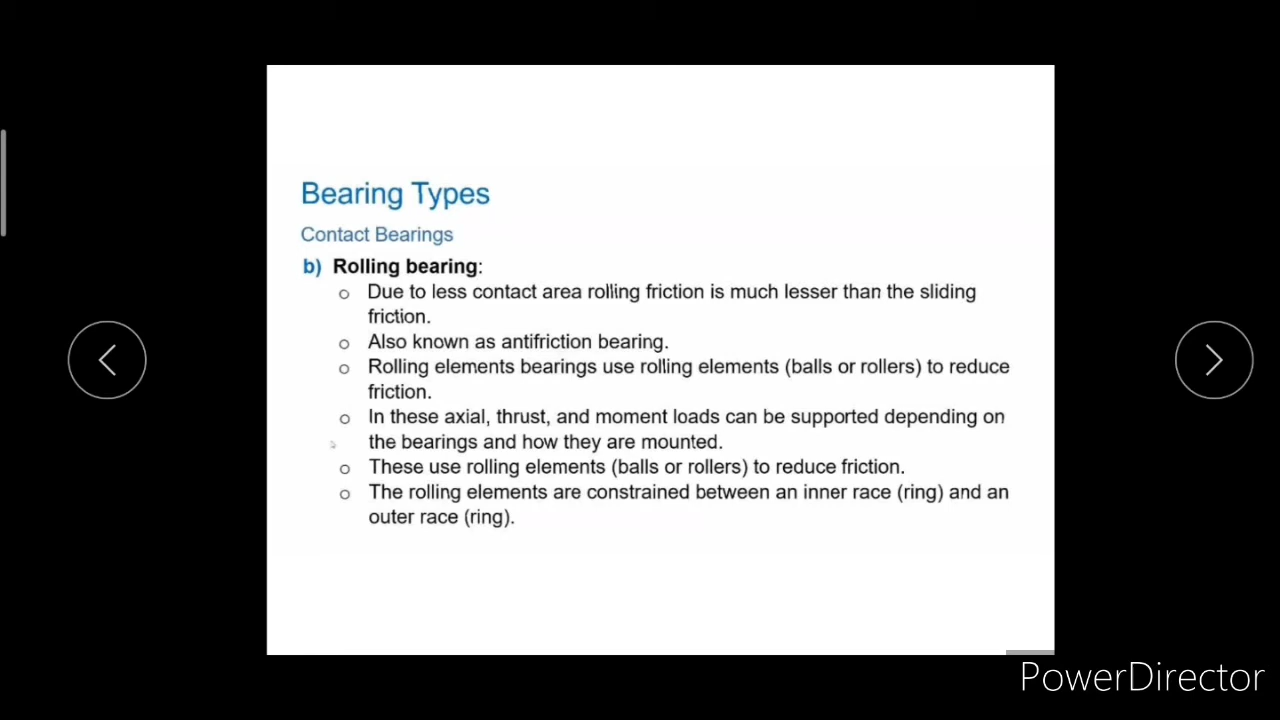 Bearing Types
Contact Bearings
b) Rolling bearing:
o Due to less contact area rolling friction is much lesser than the sliding
friction.
o Also known as antifriction bearing.
o Rolling elements bearings use rolling elements (balls or rollers) to reduce
friction.
o In these axial, thrust, and moment loads can be supported depending on
the bearings and how they are mounted.
o These use rolling elements (balls or rollers) to reduce friction.
o The rolling elements are constrained between an inner race (ring) and an
outer race (ring).
PowerDirector